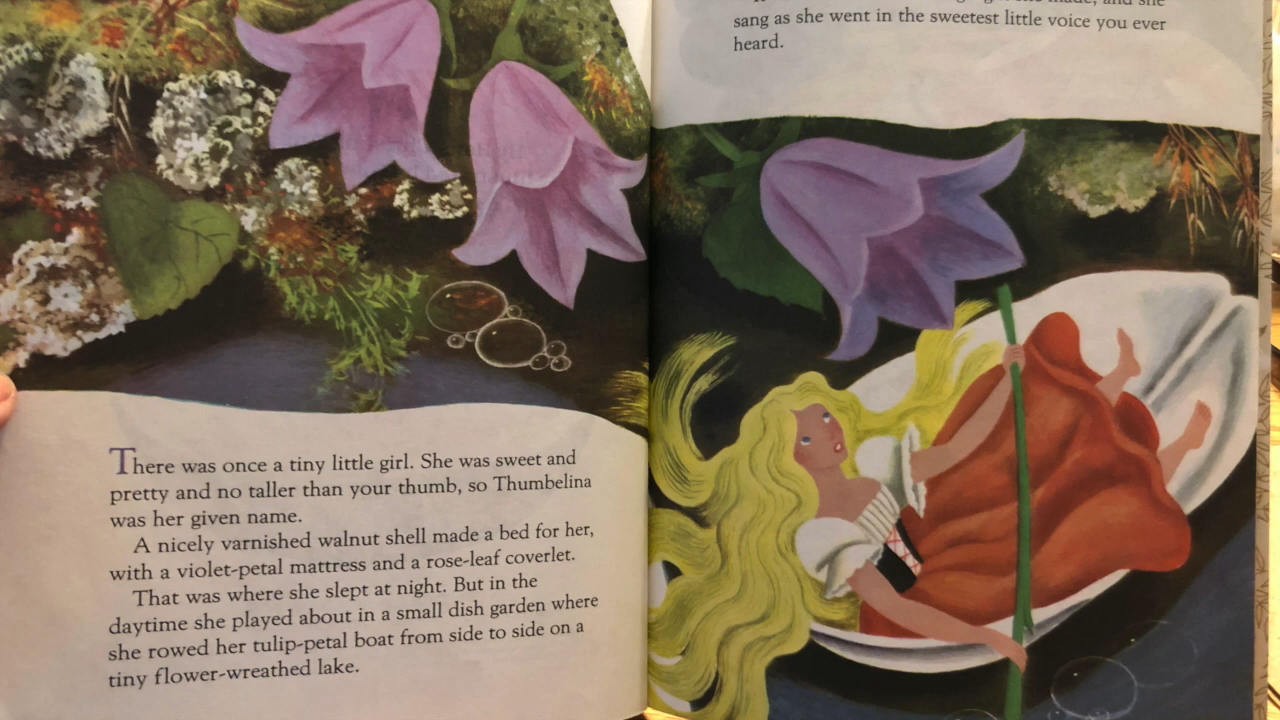 There was once a tiny little girl. She was sweet and
pretty and no taller than your thumb, so Thumbelina
was her given name.
A nicely varnished walnut shell made a bed for her,
with a violet-petal mattress and a rose-leaf coverlet.
That was where she slept at night. But in the
daytime she played about in a small dish garden where
she rowed her tulip-petal boat from side to side on a
tiny flower-wreathed lake.
made, and she
sang as she went in the sweetest little voice you ever
heard.